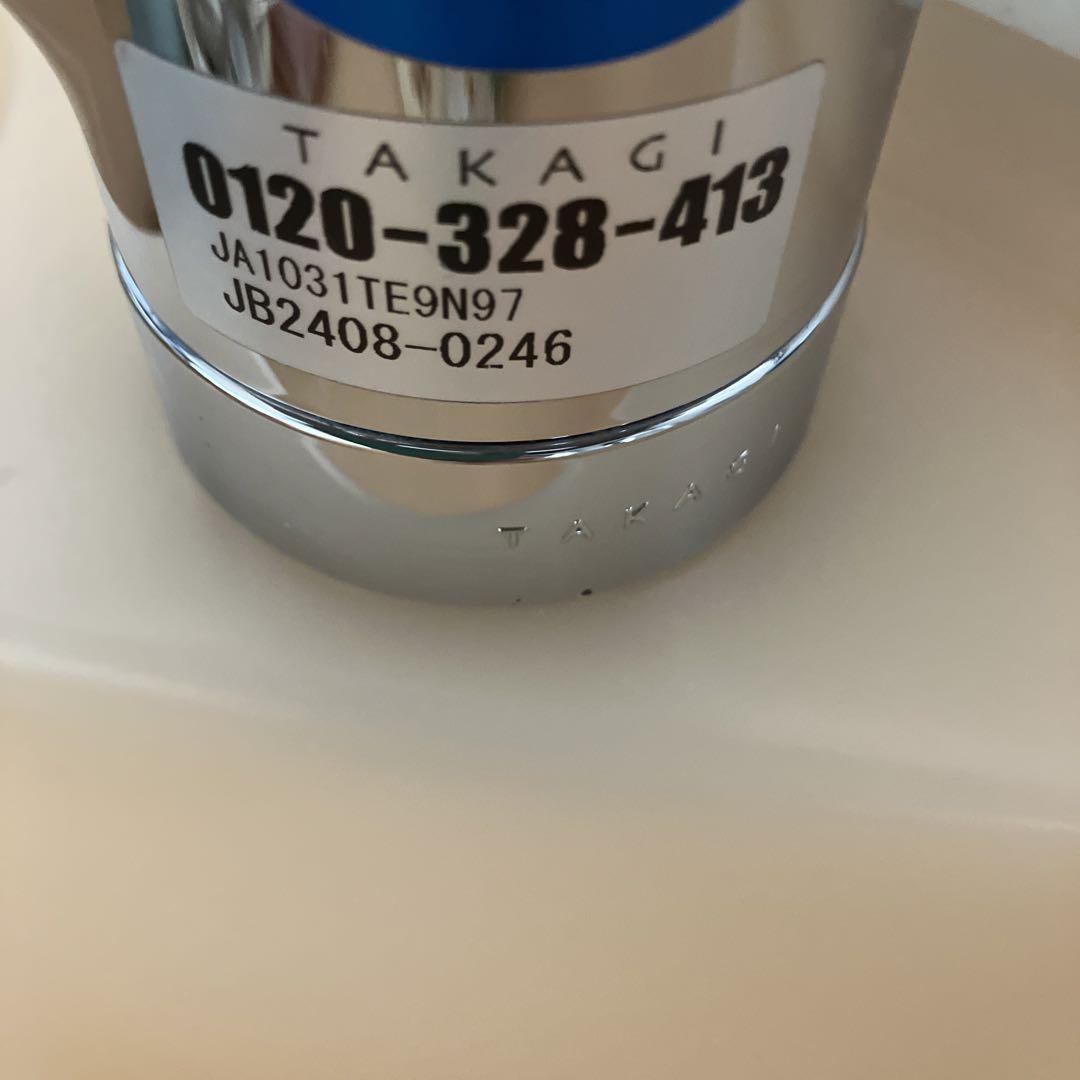 TAKAGI
0120-328-413
JA1031TE9N97
JB2408-0246
TAKAGI